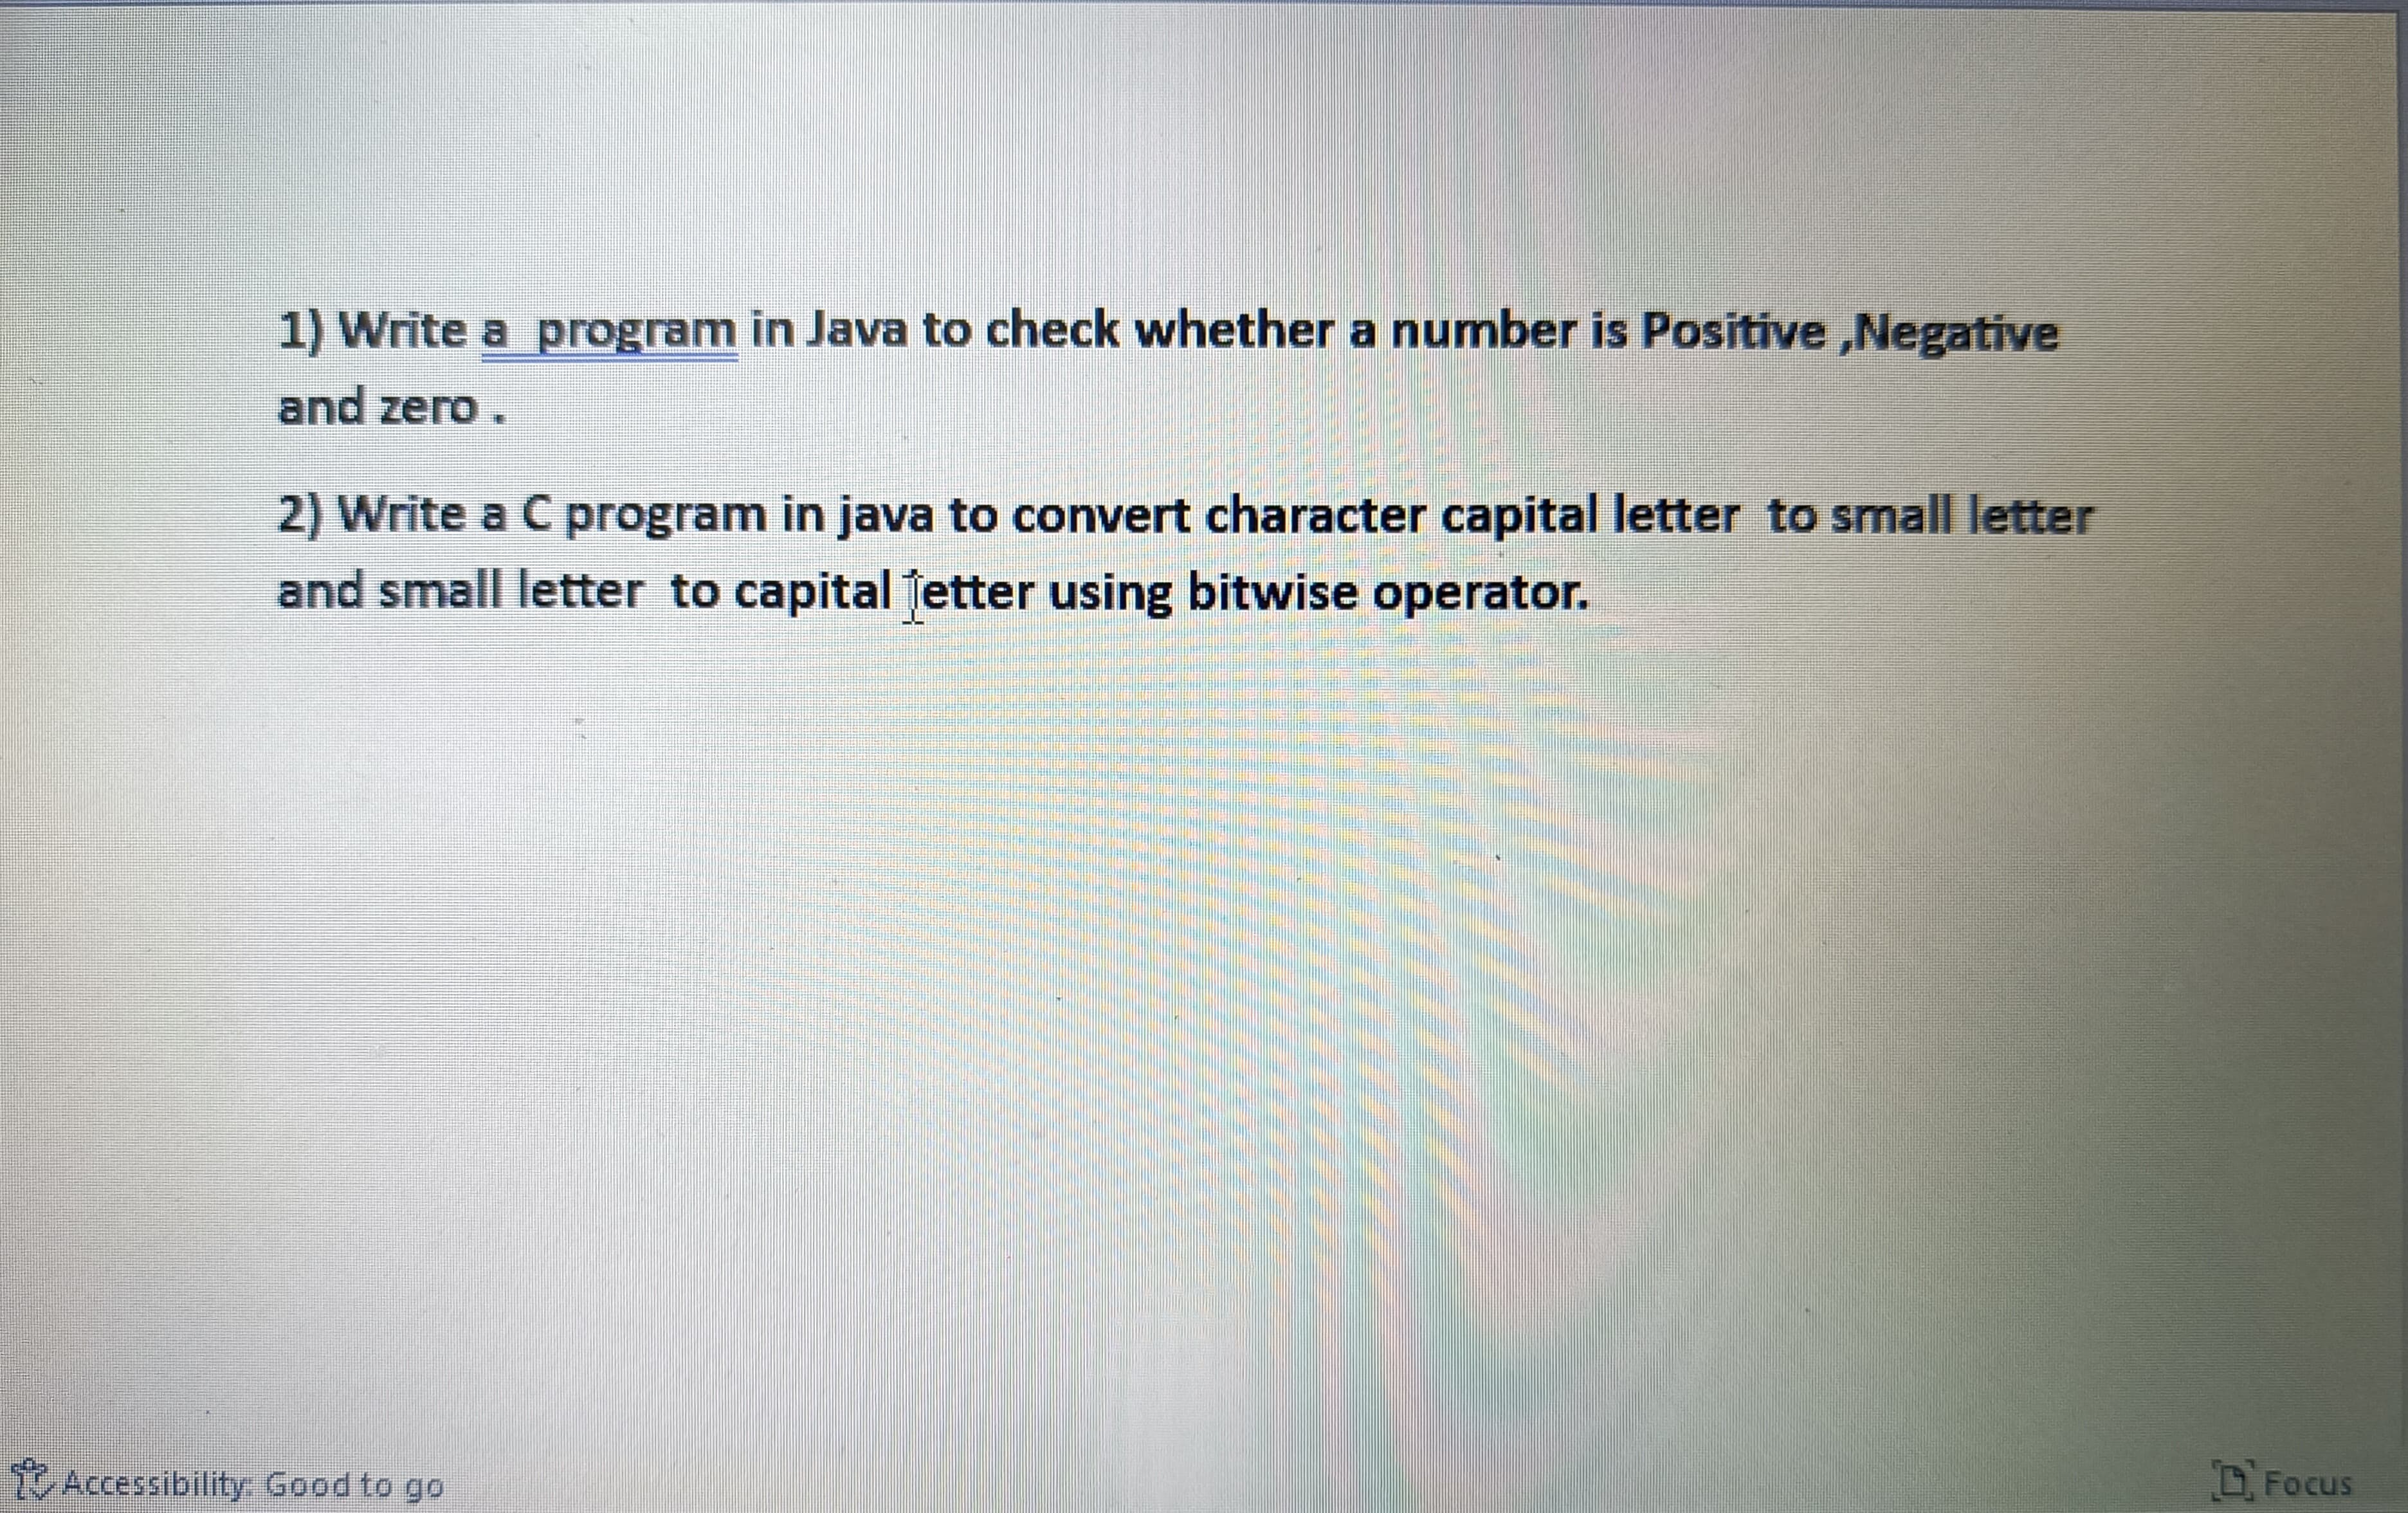 1) Write a  program in Java to check whether a number is Positive ,Negative
and zero .
2) Write a C program in java to convert character capital letter  to small letter
and small letter  to capital letter using bitwise operator.
Accessibility: Good to go
Focus